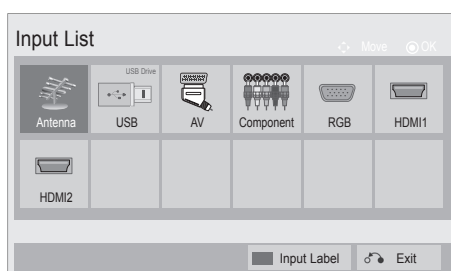 Input List
Move OK
USB Drive
Antenna USB AV Component RGB HDMI1
HDMI2
Input Label Exit